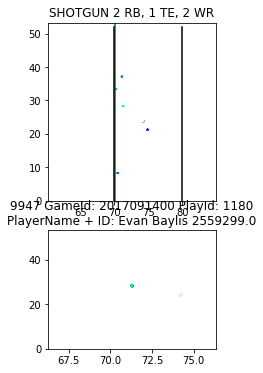 SHOTGUN 2 RB, 1 TE, 2 WR
50
40
30
20
10
0
65 70 75 80
9947 GameId: 2017091400 PlayId: 1180
PlayerName + ID: Evan Baylis 2559299.0
40
20
0
67.5 70.0 72.5 75.0